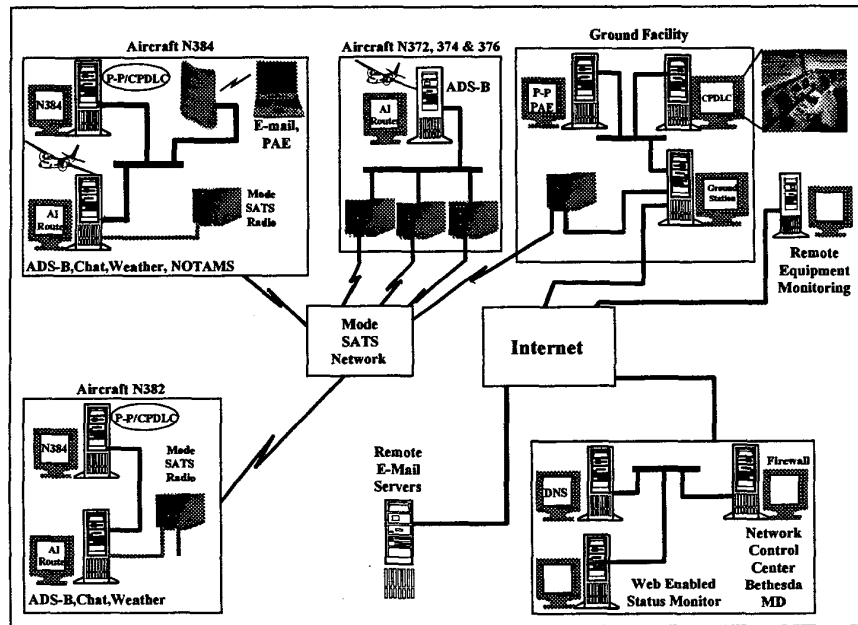 Aircraft N384
P-P/CPDLC
N384
E-mail,
PAE
AI
Route
Mode
SATS
Radio
ADS-B,Chat,Weather, NOTAMS
Aircraft N372, 374 & 376
ADS-B
AI
Route
Ground Facility
P-P
PAE
CPDLC
Ground
Station
Remote
Equipment
Monitoring
Mode
SATS
Network
Internet
Aircraft N382
P-P/CPDLC
N384
Mode
SATS
Radio
AI
Route
ADS-B,Chat,Weather
Remote
E-Mail
Servers
DNS
Firewall
Web Enabled
Status Monitor
Network
Control
Center
Bethesda
MD